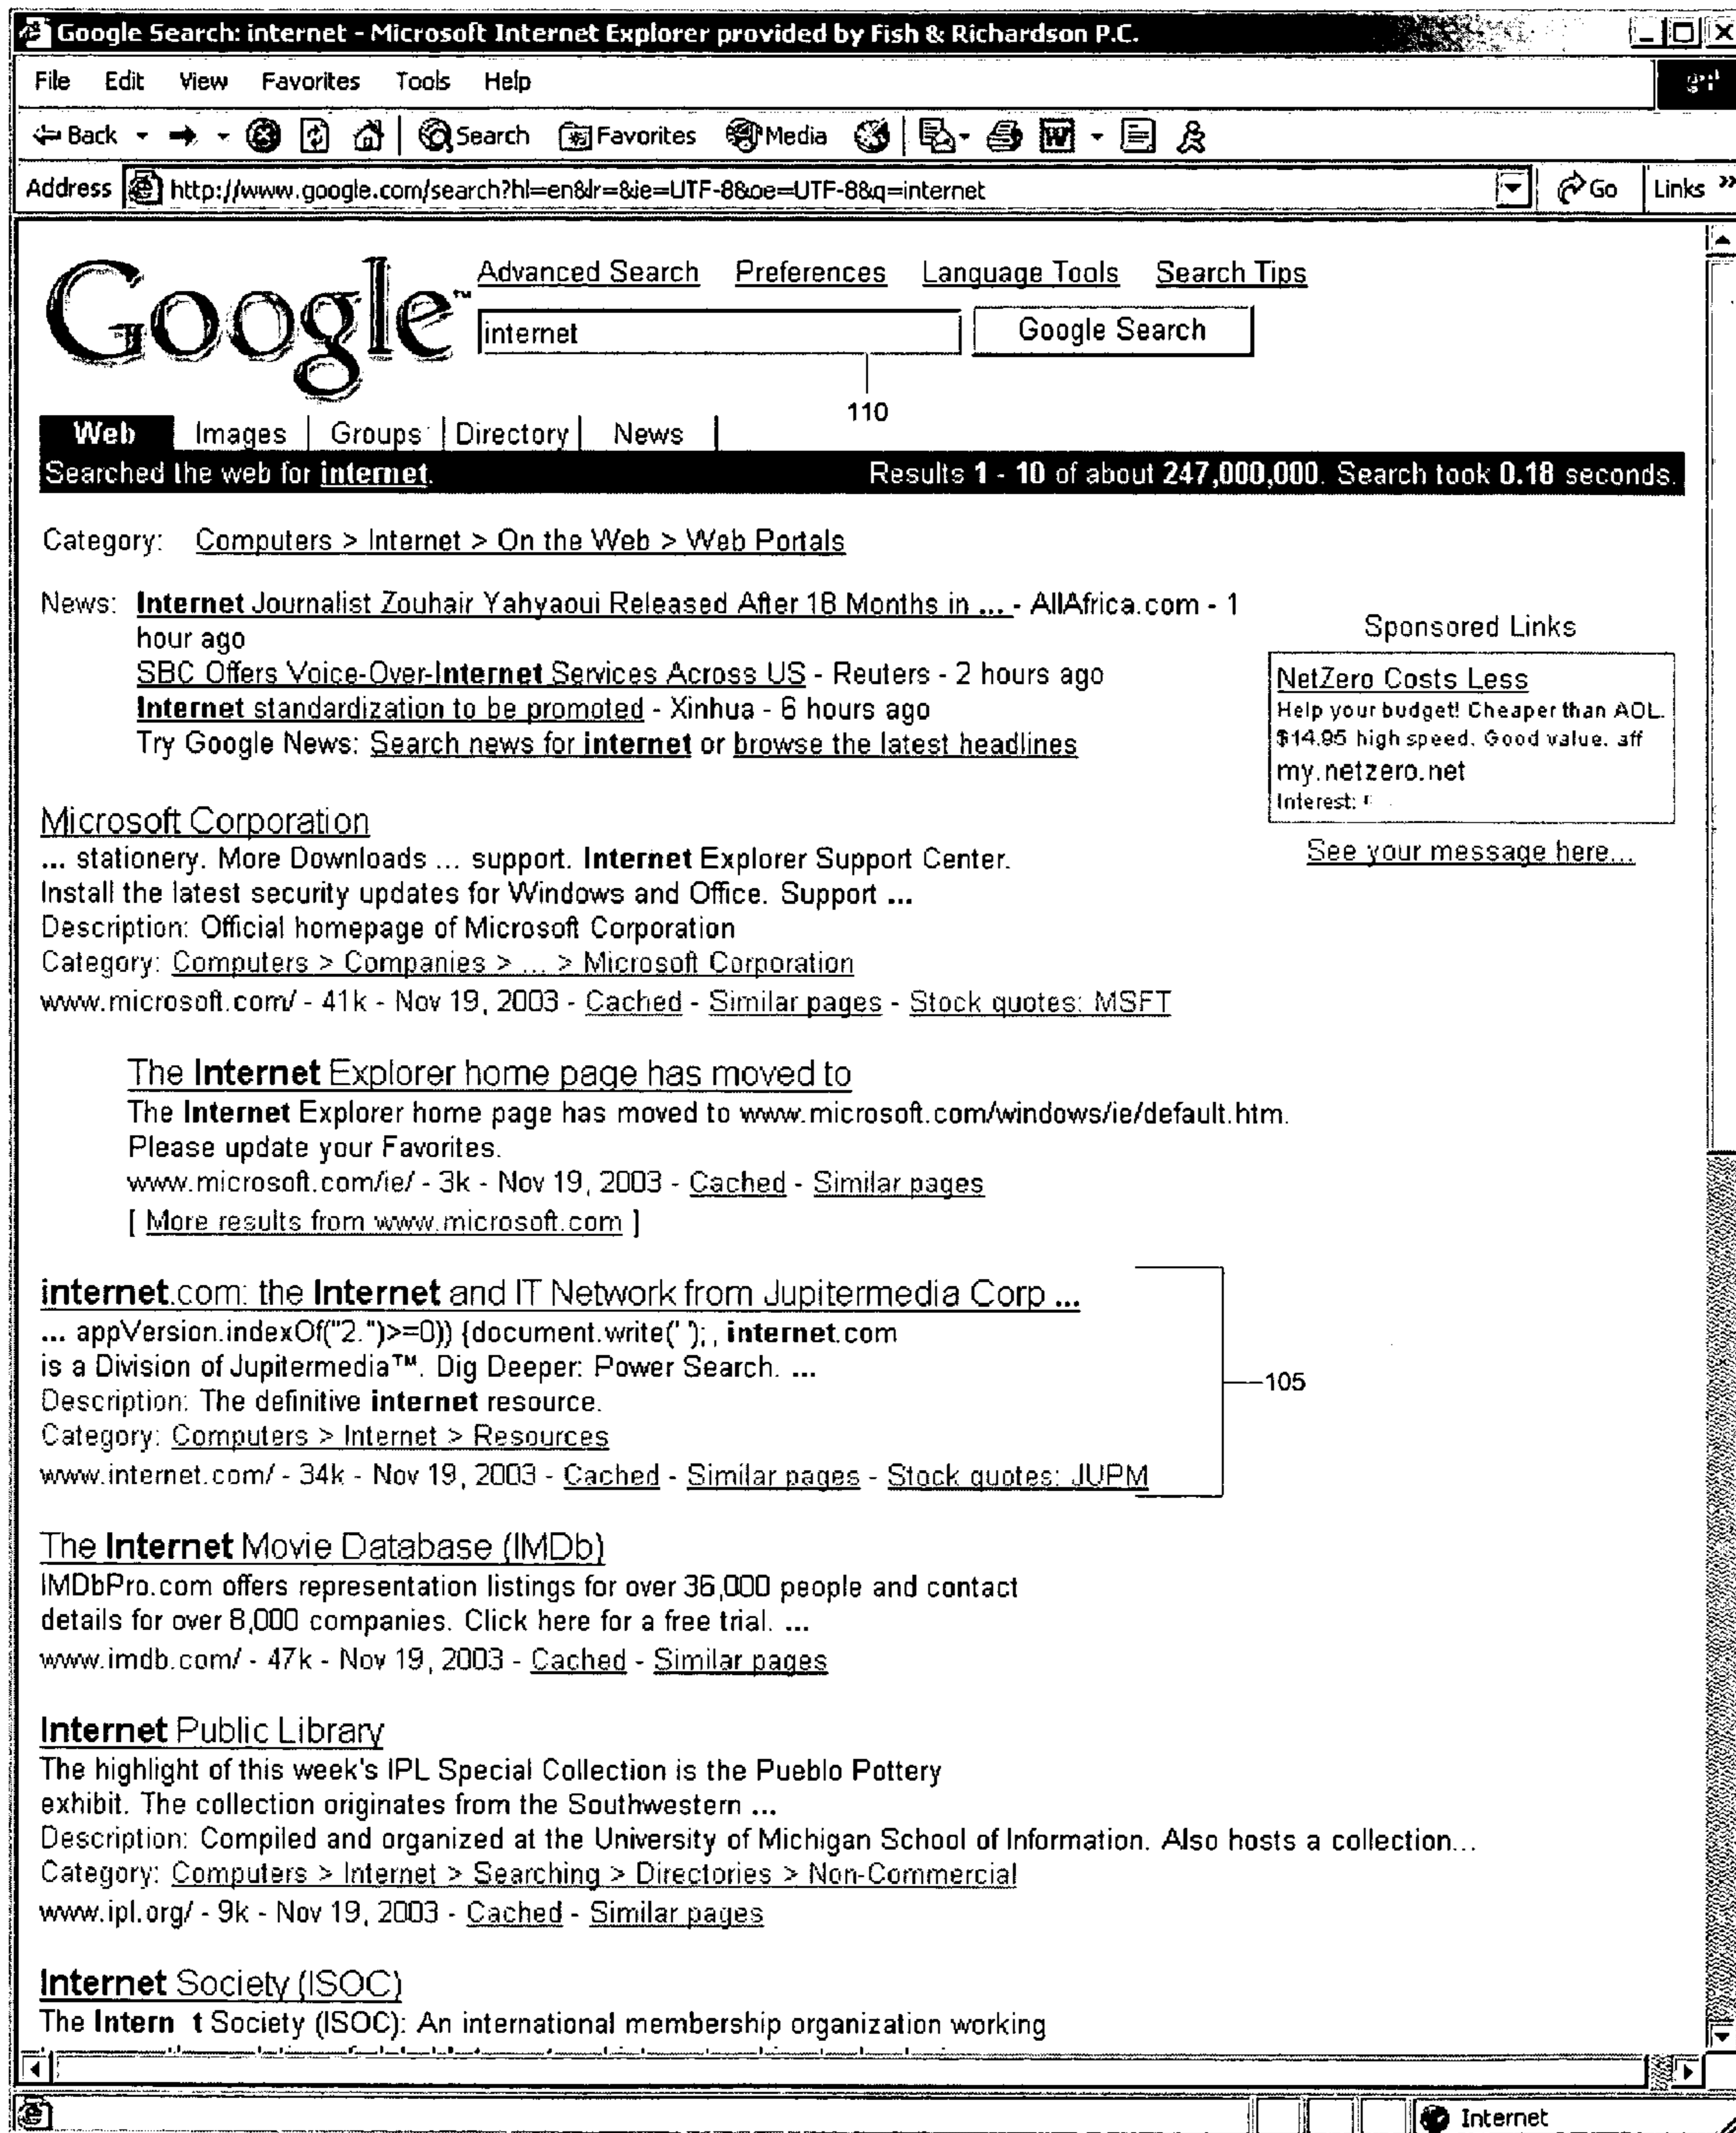 Google Search: internet - Microsoft Internet Explorer provided by Fish & Richardson P.C.
File Edit View Favorites Tools Help
Back Search Favorites Media
Address http://www.google.com/search?hl=en&lr=&ie=UTF-8&oe=UTF-8&q=internet Go Links »
Google™
Advanced Search Preferences Language Tools Search Tips
internet Google Search
110
Web Images Groups Directory News
Searched the web for internet. Results 1 - 10 of about 247,000,000. Search took 0.18 seconds.
Category: Computers > Internet > On the Web > Web Portals
News: Internet Journalist Zouhair Yahyaoui Released After 18 Months in ... - AllAfrica.com - 1
hour ago
SBC Offers Voice-Over-Internet Services Across US - Reuters - 2 hours ago
Internet standardization to be promoted - Xinhua - 6 hours ago
Try Google News: Search news for internet or browse the latest headlines
Sponsored Links
NetZero Costs Less
Help your budget! Cheaper than AOL.
$14.95 high speed. Good value. aff
my.netzero.net
Interest:
See your message here...
Microsoft Corporation
... stationery. More Downloads ... support. Internet Explorer Support Center.
Install the latest security updates for Windows and Office. Support ...
Description: Official homepage of Microsoft Corporation
Category: Computers > Companies > ... > Microsoft Corporation
www.microsoft.com/ - 41k - Nov 19, 2003 - Cached - Similar pages - Stock quotes: MSFT
The Internet Explorer home page has moved to
The Internet Explorer home page has moved to www.microsoft.com/windows/ie/default.htm.
Please update your Favorites.
www.microsoft.com/ie/ - 3k - Nov 19, 2003 - Cached - Similar pages
[ More results from www.microsoft.com ]
internet.com: the Internet and IT Network from Jupitermedia Corp ...
... appVersion.indexOf("2.")>=0)) {document.write(' ');, internet.com
is a Division of Jupitermedia™. Dig Deeper: Power Search. ...
Description: The definitive internet resource.
Category: Computers > Internet > Resources
www.internet.com/ - 34k - Nov 19, 2003 - Cached - Similar pages - Stock quotes: JUPM
105
The Internet Movie Database (IMDb)
IMDbPro.com offers representation listings for over 36,000 people and contact
details for over 8,000 companies. Click here for a free trial. ...
www.imdb.com/ - 47k - Nov 19, 2003 - Cached - Similar pages
Internet Public Library
The highlight of this week's IPL Special Collection is the Pueblo Pottery
exhibit. The collection originates from the Southwestern ...
Description: Compiled and organized at the University of Michigan School of Information. Also hosts a collection...
Category: Computers > Internet > Searching > Directories > Non-Commercial
www.ipl.org/ - 9k - Nov 19, 2003 - Cached - Similar pages
Internet Society (ISOC)
The Intern t Society (ISOC): An international membership organization working
Internet